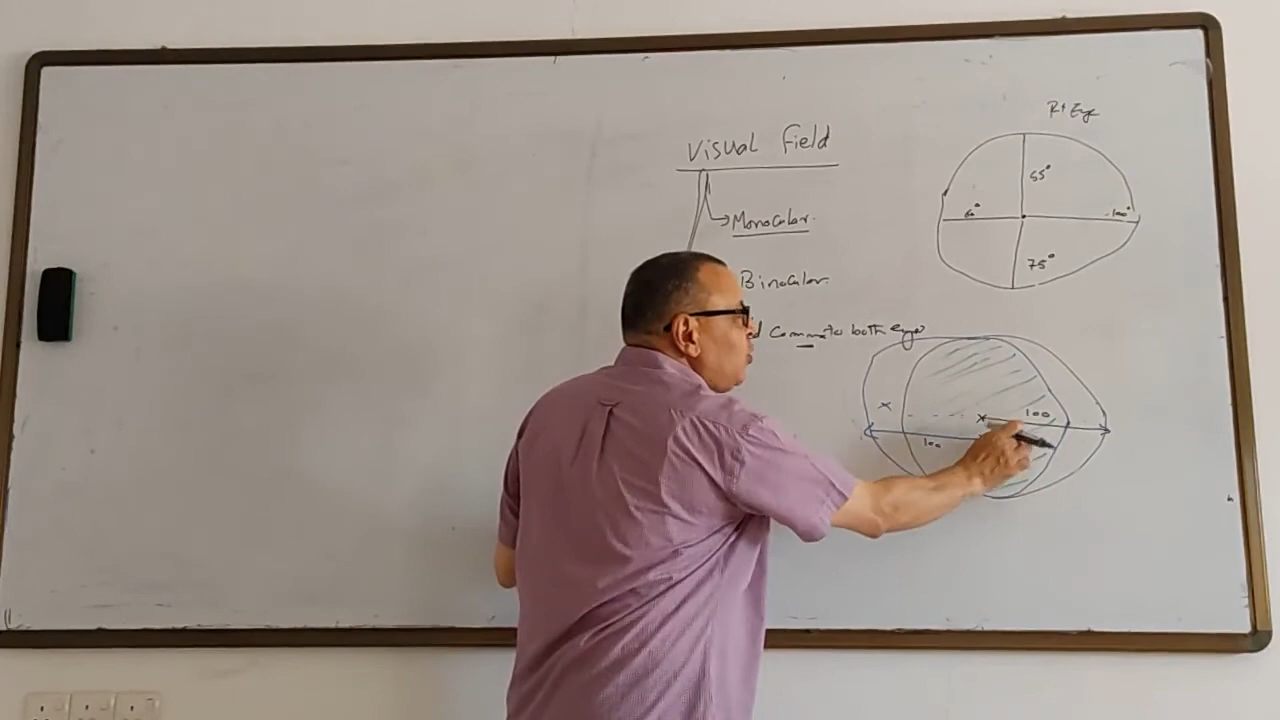 Visual field
Monocular.
Binocular.
common to both eyes
Rt Eye
55°
60°
100°
75°
x
x
100
100